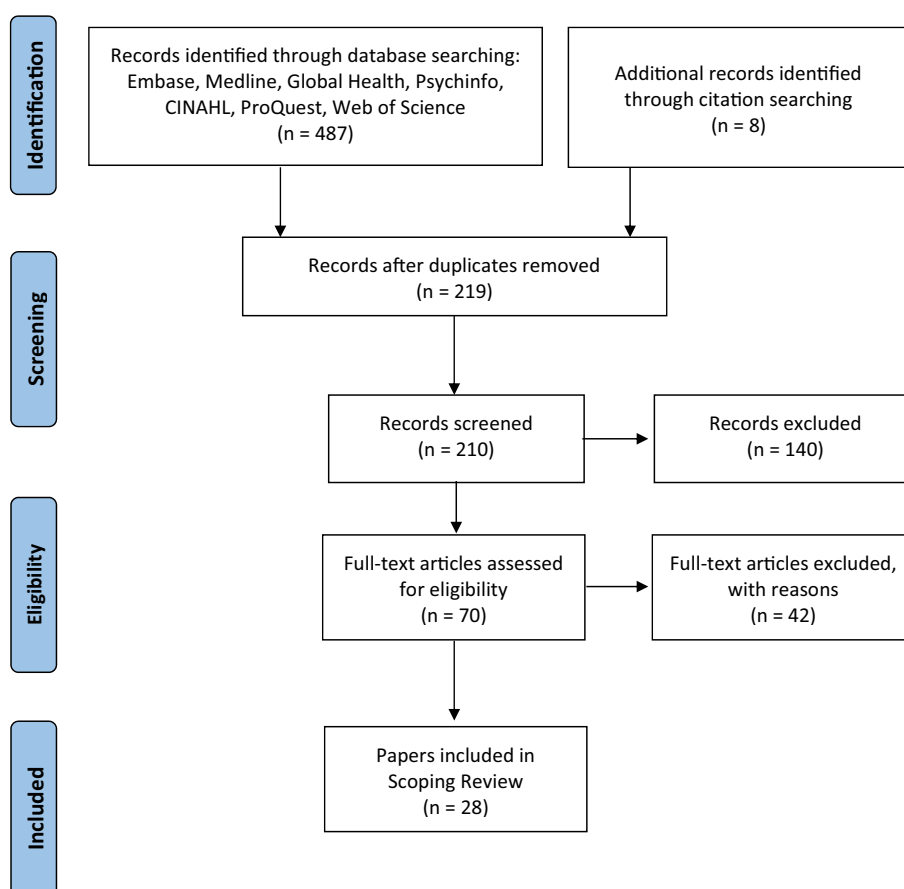 Identification
Records identified through database searching:
Embase, Medline, Global Health, Psychinfo,
CINAHL, ProQuest, Web of Science
(n = 487)
Additional records identified
through citation searching
(n = 8)
Screening
Records after duplicates removed
(n = 219)
Records screened
(n = 210)
Records excluded
(n = 140)
Eligibility
Full-text articles assessed
for eligibility
(n = 70)
Full-text articles excluded,
with reasons
(n = 42)
Included
Papers included in
Scoping Review
(n = 28)